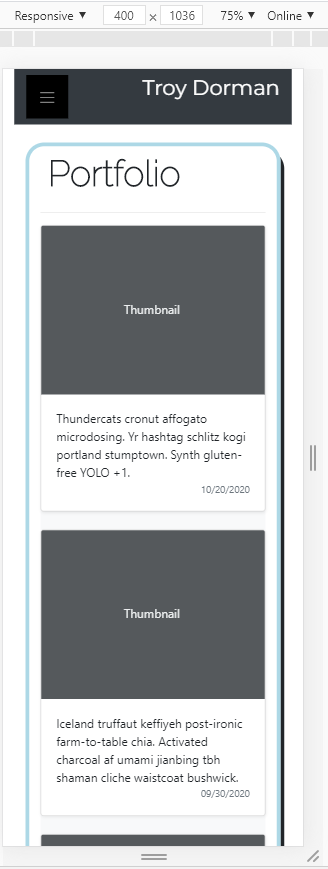 Responsive ▼ 400 × 1036 75% ▼ Online ▼
Troy Dorman
Portfolio
Thumbnail
Thundercats cronut affogato
microdosing. Yr hashtag schlitz kogi
portland stumptown. Synth gluten-
free YOLO +1.
10/20/2020
Thumbnail
Iceland truffaut keffiyeh post-ironic
farm-to-table chia. Activated
charcoal af umami jianbing tbh
shaman cliche waistcoat bushwick.
09/30/2020